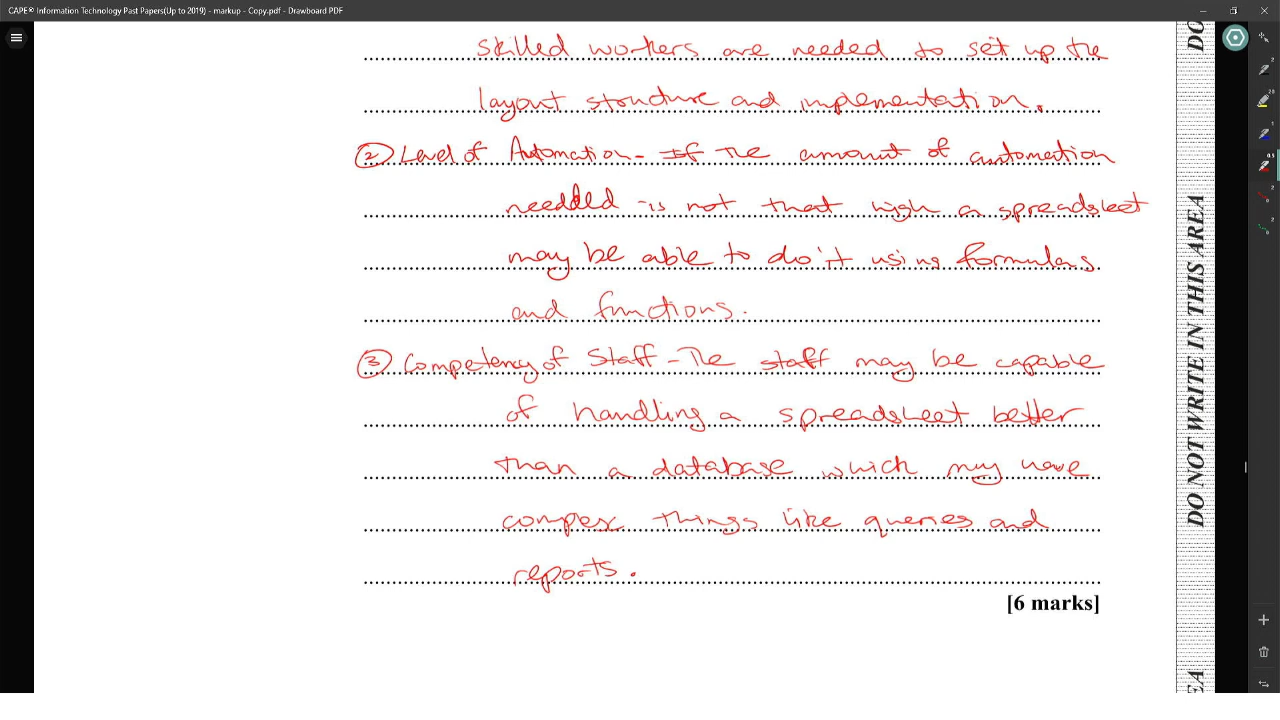 CAPE® Information Technology Past Papers(Up to 2019) - markup - Copy.pdf - Drawboard PDF
skilled workers are needed to set up the
layout structure and implementation.
② Level of Automation - If the amount of automation
needed is not that high a spreadsheet
may be able to do it using formulas
and functions.
③ Competency of Staff - The staff may be capable
of handling a spreadsheet better
than a database which may have
complex things like queries and
reports.
[6 marks]
DO NOT WRITE IN THIS AREA
DO
EA